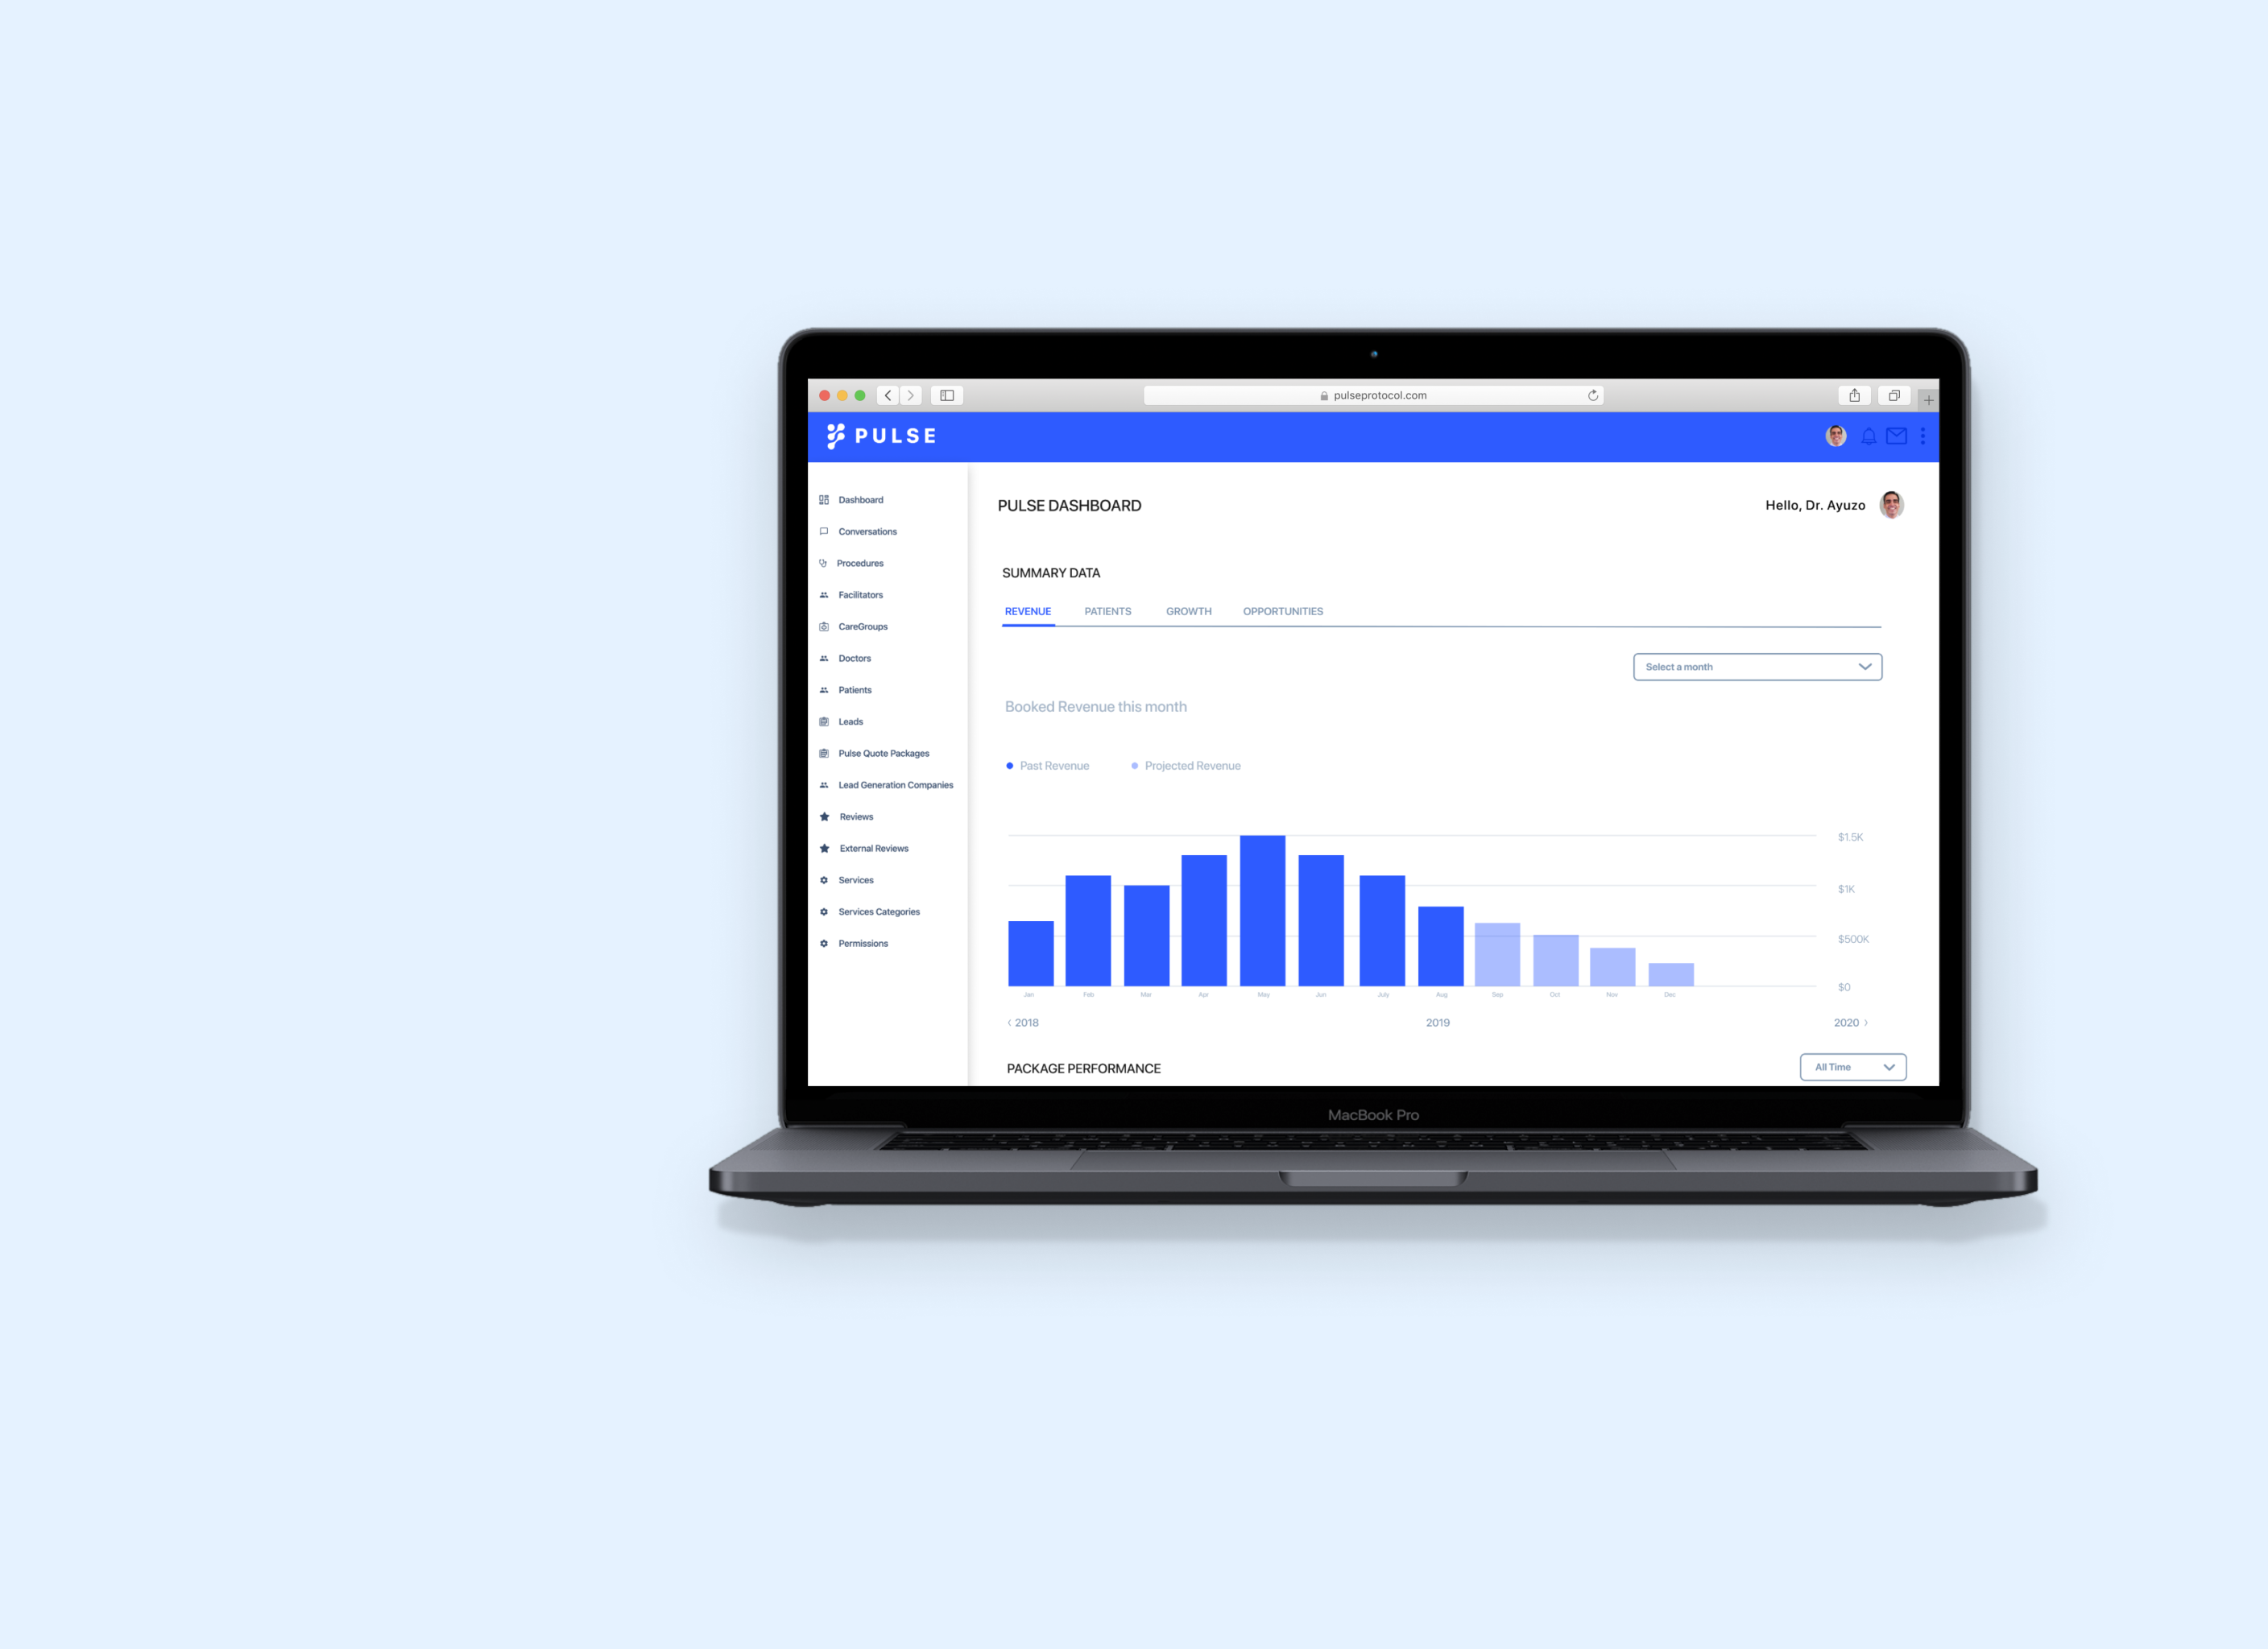 pulseprotocol.com
PULSE
Dashboard
Conversations
Procedures
Facilitators
CareGroups
Doctors
Patients
Leads
Pulse Quote Packages
Lead Generation Companies
Reviews
External Reviews
Services
Services Categories
Permissions
PULSE DASHBOARD
Hello, Dr. Ayuzo
SUMMARY DATA
REVENUE PATIENTS GROWTH OPPORTUNITIES
Select a month
Booked Revenue this month
Past Revenue Projected Revenue
$1.5K
$1K
$500K
$0
Jan Feb Mar Apr May Jun July Aug Sep Oct Nov Dec
2018 2019 2020
PACKAGE PERFORMANCE
All Time
MacBook Pro